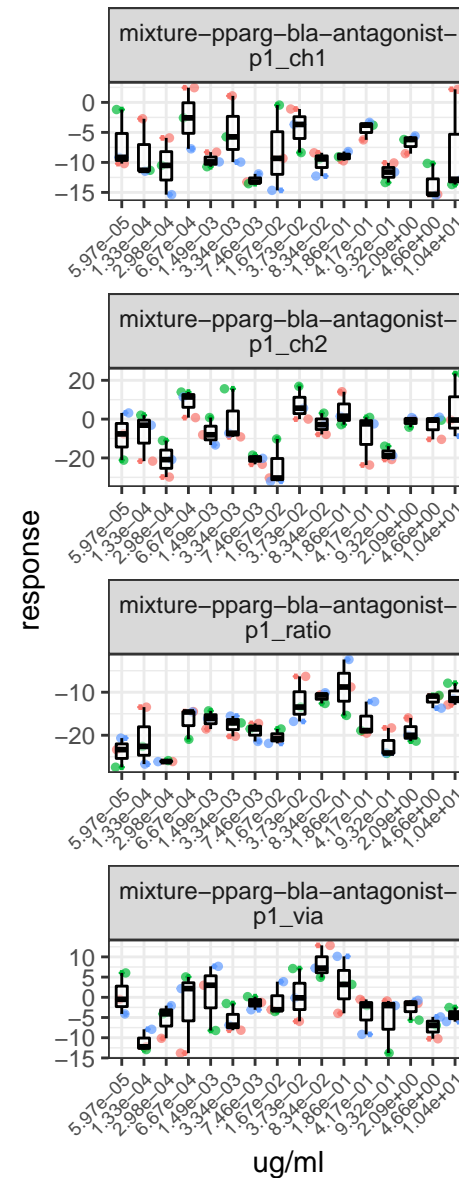 mixture−pparg−bla−antagonist−
p1_ch1
0
−5
−10
−15
5.97e−05
1.33e−04
2.98e−04
6.67e−04
1.49e−03
3.34e−03
7.46e−03
1.67e−02
3.73e−02
8.34e−02
1.86e−01
4.17e−01
9.32e−01
2.09e+00
4.66e+00
1.04e+01
mixture−pparg−bla−antagonist−
p1_ch2
20
0
−20
5.97e−05
1.33e−04
2.98e−04
6.67e−04
1.49e−03
3.34e−03
7.46e−03
1.67e−02
3.73e−02
8.34e−02
1.86e−01
4.17e−01
9.32e−01
2.09e+00
4.66e+00
1.04e+01
response
mixture−pparg−bla−antagonist−
p1_ratio
−10
−20
5.97e−05
1.33e−04
2.98e−04
6.67e−04
1.49e−03
3.34e−03
7.46e−03
1.67e−02
3.73e−02
8.34e−02
1.86e−01
4.17e−01
9.32e−01
2.09e+00
4.66e+00
1.04e+01
mixture−pparg−bla−antagonist−
p1_via
10
5
0
−5
−10
−15
5.97e−05
1.33e−04
2.98e−04
6.67e−04
1.49e−03
3.34e−03
7.46e−03
1.67e−02
3.73e−02
8.34e−02
1.86e−01
4.17e−01
9.32e−01
2.09e+00
4.66e+00
1.04e+01
ug/ml